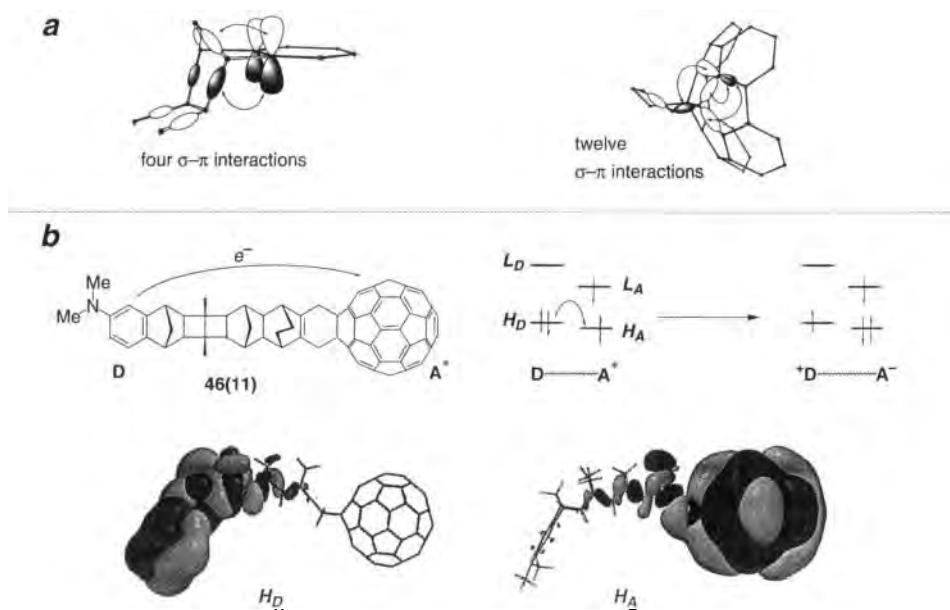 a
four σ–π interactions
twelve
σ–π interactions
b
e⁻
Me
N
Me
D
46(11)
A*
L_D
L_A
H_D
H_A
D
A*
⁺D
A⁻
H_D
H_A